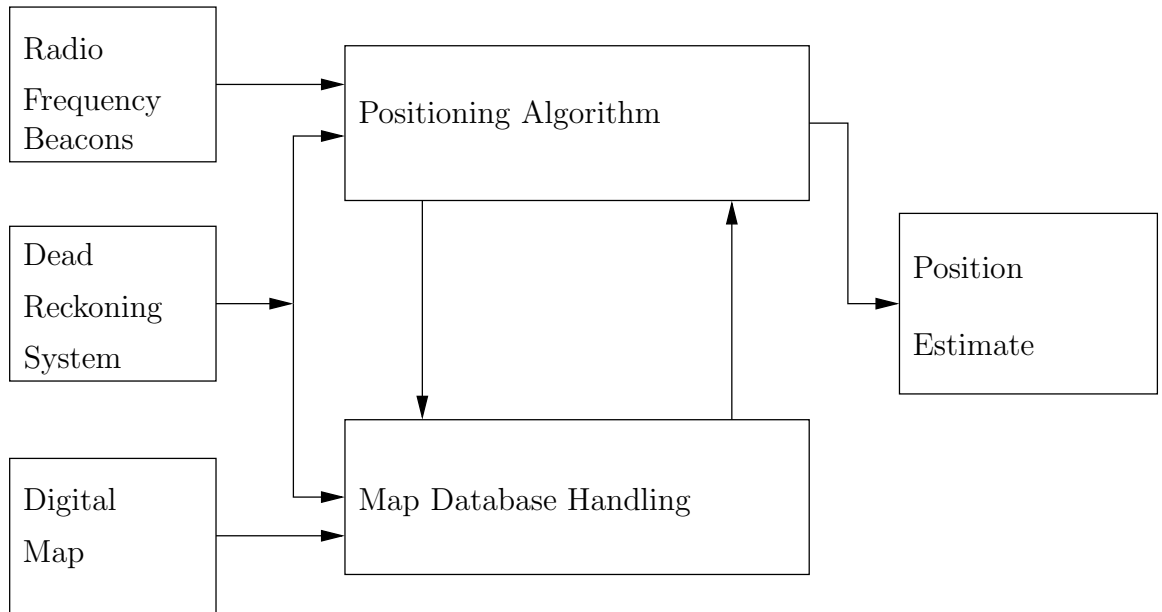 Radio
Frequency
Beacons
Positioning Algorithm
Dead
Reckoning
System
Position
Estimate
Digital
Map
Map Database Handling